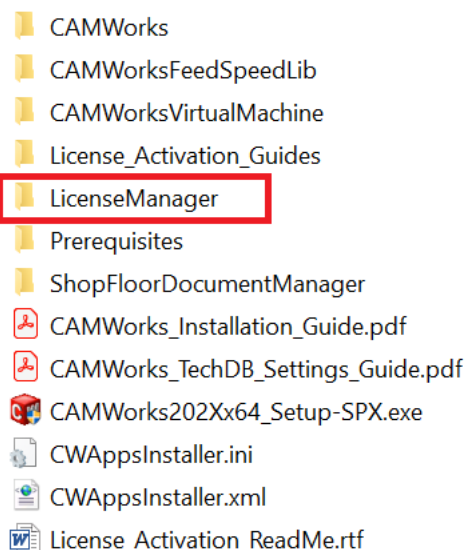 CAMWorks
CAMWorksFeedSpeedLib
CAMWorksVirtualMachine
License_Activation_Guides
LicenseManager
Prerequisites
ShopFloorDocumentManager
CAMWorks_Installation_Guide.pdf
CAMWorks_TechDB_Settings_Guide.pdf
CAMWorks202Xx64_Setup-SPX.exe
CWAppsInstaller.ini
CWAppsInstaller.xml
License_Activation_ReadMe.rtf